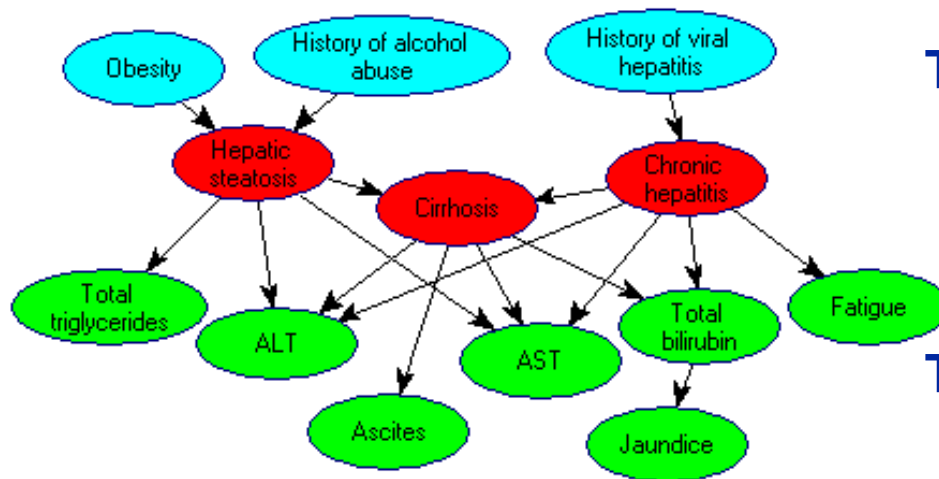 Obesity
History of alcohol
abuse
History of viral
hepatitis
T
Hepatic
steatosis
Cirrhosis
Chronic
hepatitis
Total
triglycerides
ALT
AST
Total
bilirubin
Fatigue
T
Ascites
Jaundice